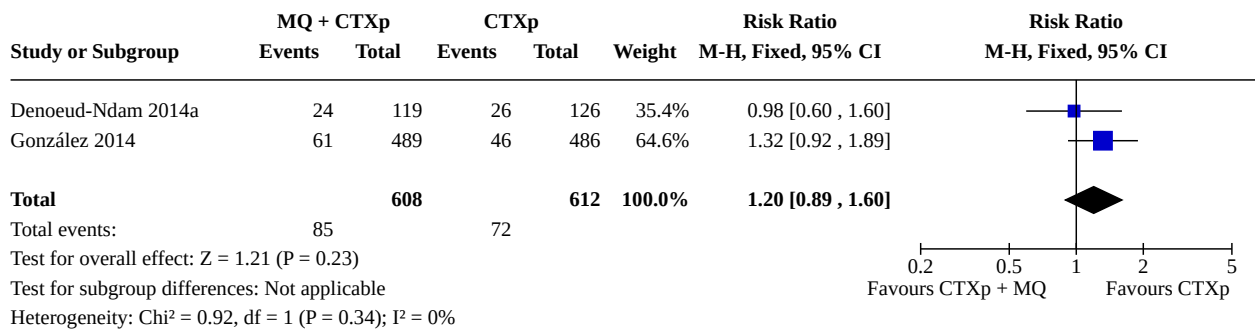 MQ + CTXp CTXp Risk Ratio Risk Ratio
Study or Subgroup Events Total Events Total Weight M-H, Fixed, 95% CI M-H, Fixed, 95% CI
Denoeud-Ndam 2014a 24 119 26 126 35.4% 0.98 [0.60 , 1.60]
González 2014 61 489 46 486 64.6% 1.32 [0.92 , 1.89]
Total 608 612 100.0% 1.20 [0.89 , 1.60]
Total events: 85 72
Test for overall effect: Z = 1.21 (P = 0.23)
0.2 0.5 1 2 5
Test for subgroup differences: Not applicable Favours CTXp + MQ Favours CTXp
Heterogeneity: Chi² = 0.92, df = 1 (P = 0.34); I² = 0%